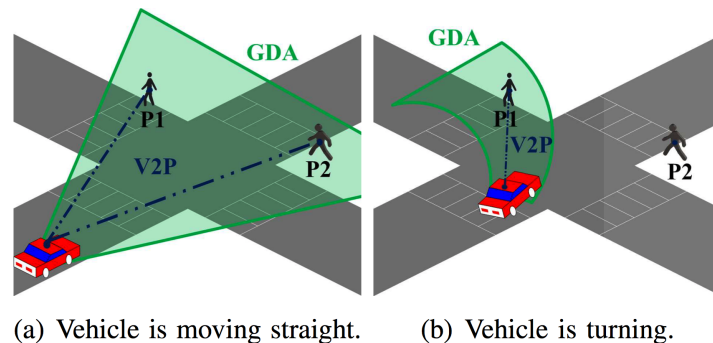 GDA
P1
V2P
P2
GDA
P1
V2P
P2
(a) Vehicle is moving straight.
(b) Vehicle is turning.